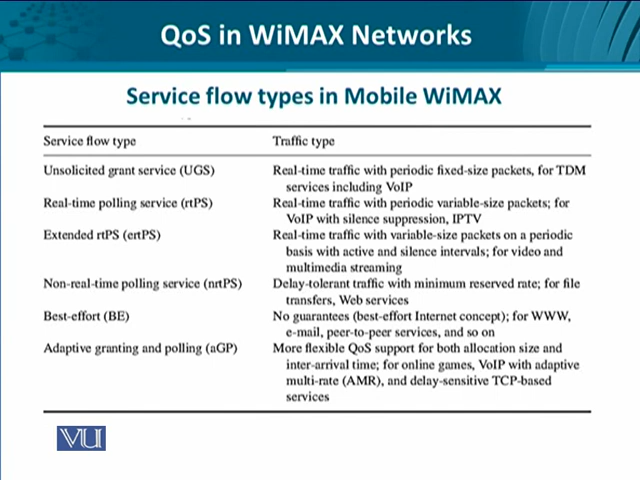 QoS in WiMAX Networks
Service flow types in Mobile WiMAX
Service flow type Traffic type
Unsolicited grant service (UGS) Real-time traffic with periodic fixed-size packets, for TDM
services including VoIP
Real-time polling service (rtPS) Real-time traffic with periodic variable-size packets; for
VoIP with silence suppression, IPTV
Extended rtPS (ertPS) Real-time traffic with variable-size packets on a periodic
basis with active and silence intervals; for video and
multimedia streaming
Non-real-time polling service (nrtPS) Delay-tolerant traffic with minimum reserved rate; for file
transfers, Web services
Best-effort (BE) No guarantees (best-effort Internet concept); for WWW,
e-mail, peer-to-peer services, and so on
Adaptive granting and polling (aGP) More flexible QoS support for both allocation size and
inter-arrival time; for online games, VoIP with adaptive
multi-rate (AMR), and delay-sensitive TCP-based
services
VU